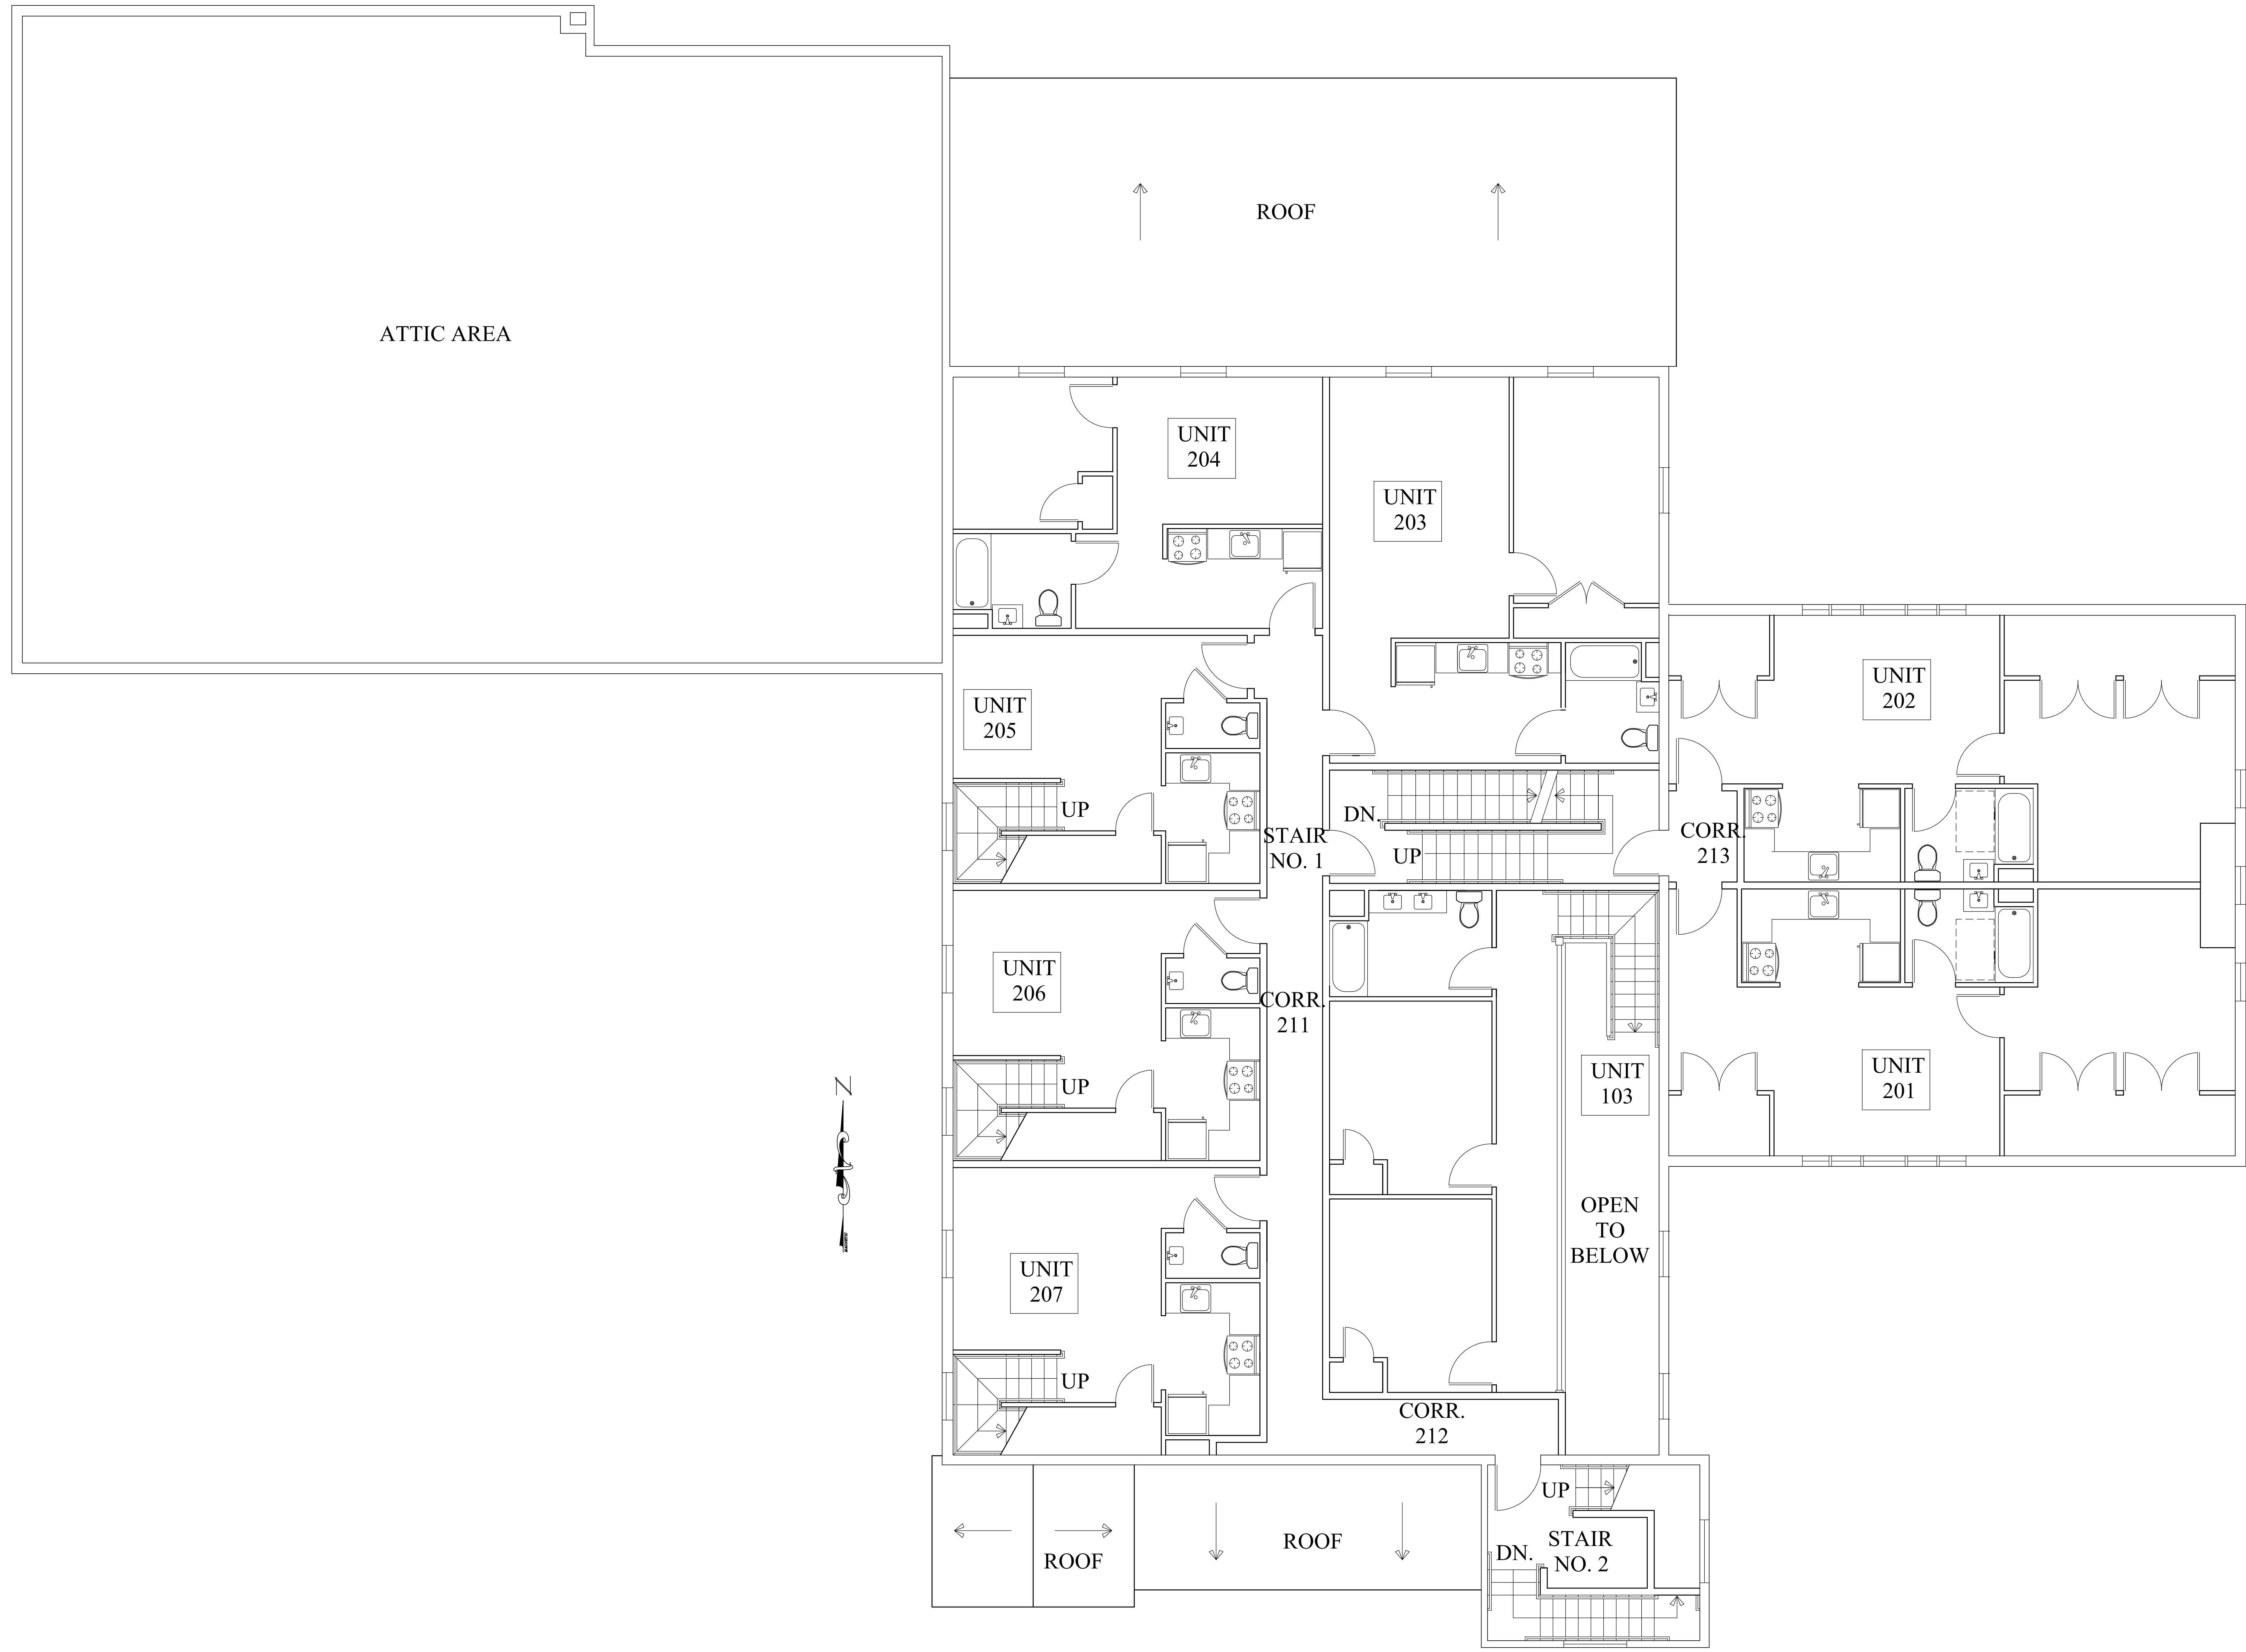 ROOF
ATTIC AREA
UNIT
204
UNIT
203
UNIT
205
UNIT
202
UP
DN.
STAIR
NO. 1
UP
CORR.
213
UNIT
206
CORR.
211
UNIT
103
UNIT
201
UP
N
OPEN
TO
BELOW
UNIT
207
UP
CORR.
212
UP
ROOF
ROOF
DN.
STAIR
NO. 2